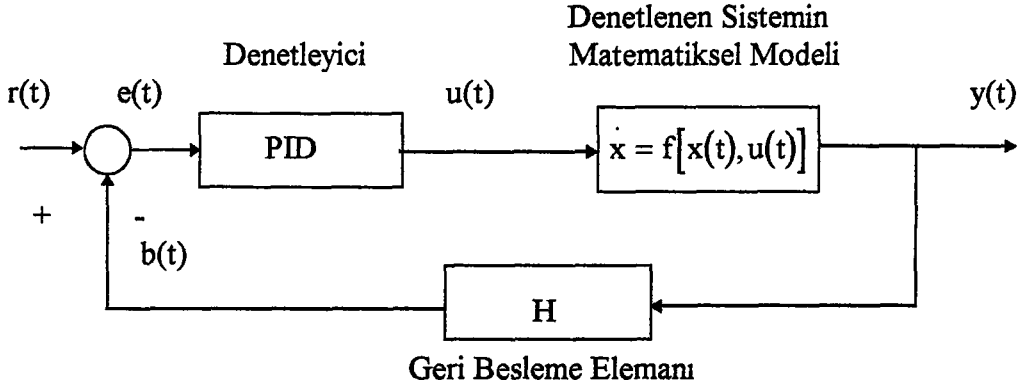 Denetlenen Sistemin
Denetleyici
Matematiksel Modeli
r(t)
e(t)
u(t)
y(t)
PID
ẋ = f[x(t),u(t)]
+
-
b(t)
H
Geri Besleme Elemanı